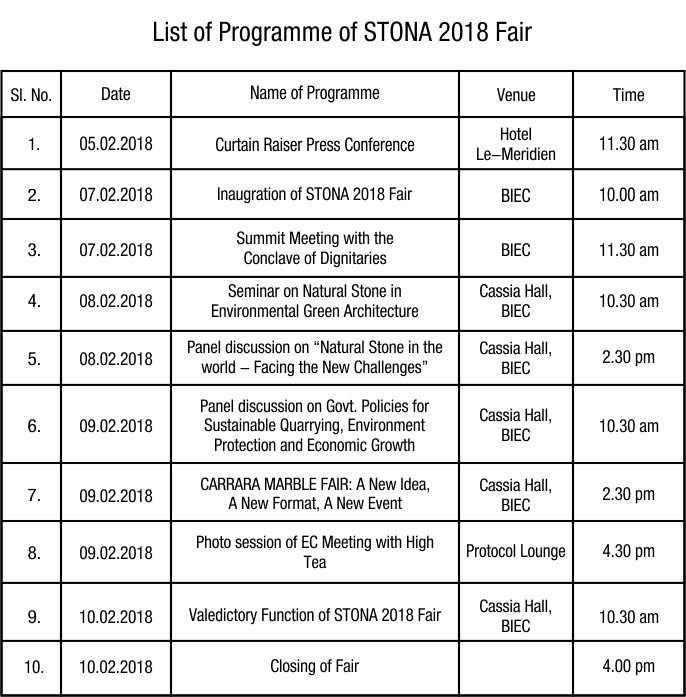 List of Programme of STONA 2018 Fair
Sl. No. Date Name of Programme Venue Time
1. 05.02.2018 Curtain Raiser Press Conference Hotel
Le–Meridien 11.30 am
2. 07.02.2018 Inaugration of STONA 2018 Fair BIEC 10.00 am
3. 07.02.2018 Summit Meeting with the
Conclave of Dignitaries BIEC 11.30 am
4. 08.02.2018 Seminar on Natural Stone in
Environmental Green Architecture Cassia Hall,
BIEC 10.30 am
5. 08.02.2018 Panel discussion on “Natural Stone in the
world – Facing the New Challenges” Cassia Hall,
BIEC 2.30 pm
6. 09.02.2018 Panel discussion on Govt. Policies for
Sustainable Quarrying, Environment
Protection and Economic Growth Cassia Hall,
BIEC 10.30 am
7. 09.02.2018 CARRARA MARBLE FAIR: A New Idea,
A New Format, A New Event Cassia Hall,
BIEC 2.30 pm
8. 09.02.2018 Photo session of EC Meeting with High
Tea Protocol Lounge 4.30 pm
9. 10.02.2018 Valedictory Function of STONA 2018 Fair Cassia Hall,
BIEC 10.30 am
10. 10.02.2018 Closing of Fair 4.00 pm